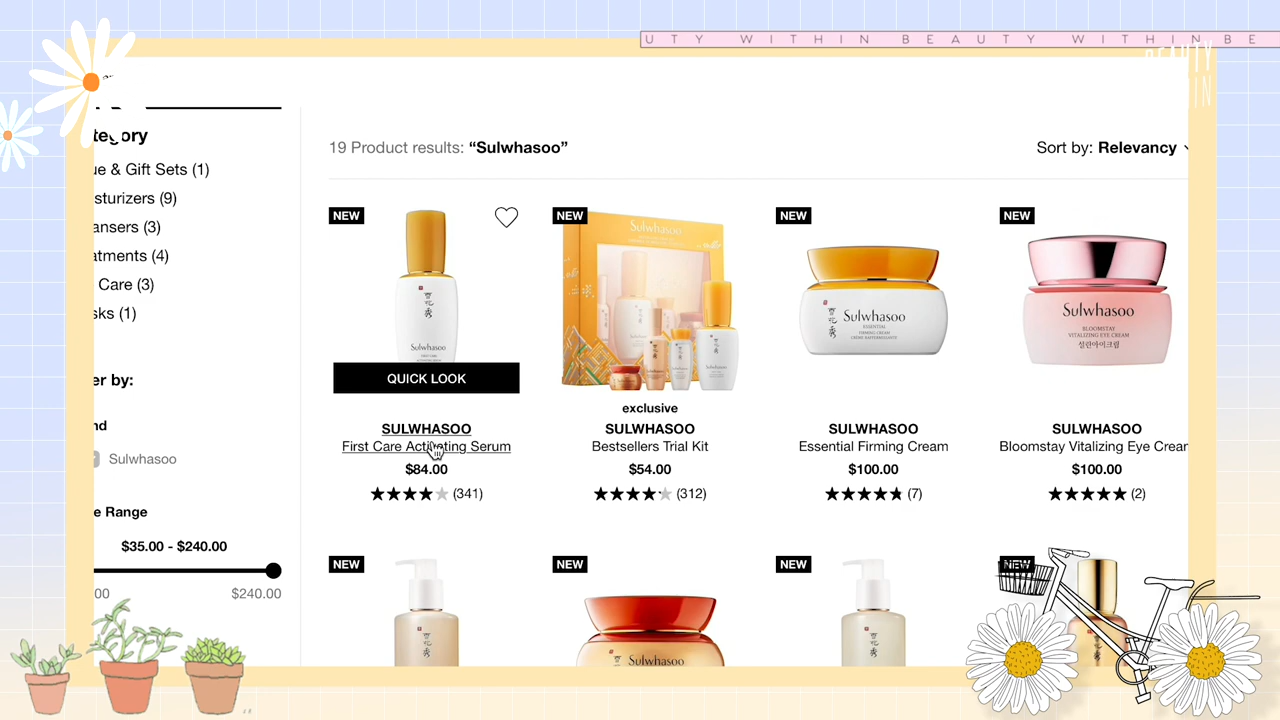 UTY WITHIN BEAUTY WITHIN BE
BEAUTY
tegory
19 Product results: “Sulwhasoo”
Sort by: Relevancy
ue & Gift Sets (1)
sturizers (9)
ansers (3)
atments (4)
Care (3)
sks (1)
er by:
nd
Sulwhasoo
e Range
$35.00 - $240.00
00
$240.00
NEW
NEW
NEW
NEW
Sulwhasoo
Sulwhasoo
Sulwhasoo
ESSENTIAL
FIRMING CREAM
CRÈME RAFFERMISSANTE
Sulwhasoo
BLOOMSTAY
VITALIZING EYE CREAM
설란아이크림
QUICK LOOK
exclusive
SULWHASOO
First Care Activating Serum
$84.00
(341)
SULWHASOO
Bestsellers Trial Kit
$54.00
(312)
SULWHASOO
Essential Firming Cream
$100.00
(7)
SULWHASOO
Bloomstay Vitalizing Eye Cream
$100.00
(2)
NEW
NEW
NEW
NEW
Sulwhasoo